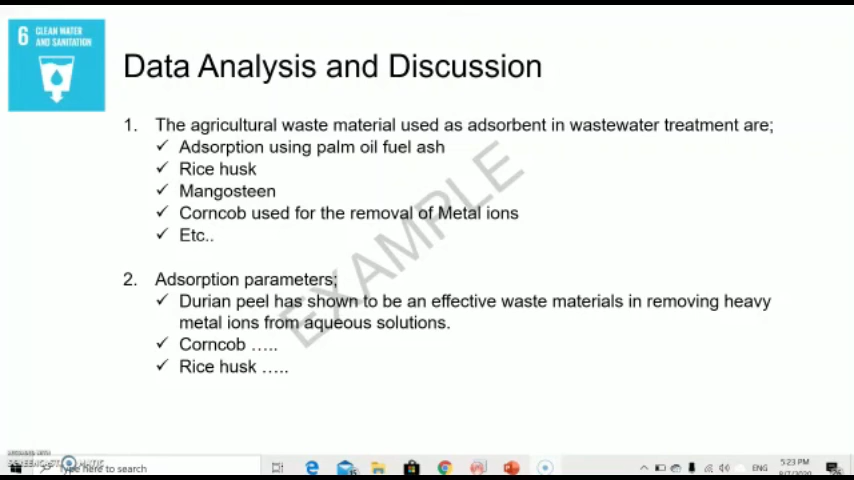 6 CLEAN WATER
AND SANITATION
Data Analysis and Discussion
1. The agricultural waste material used as adsorbent in wastewater treatment are;
✓ Adsorption using palm oil fuel ash
✓ Rice husk
✓ Mangosteen
✓ Corncob used for the removal of Metal ions
✓ Etc..
EXAMPLE
2. Adsorption parameters;
✓ Durian peel has shown to be an effective waste materials in removing heavy
metal ions from aqueous solutions.
✓ Corncob …..
✓ Rice husk …..
Type here to search
ENG
5:23 PM